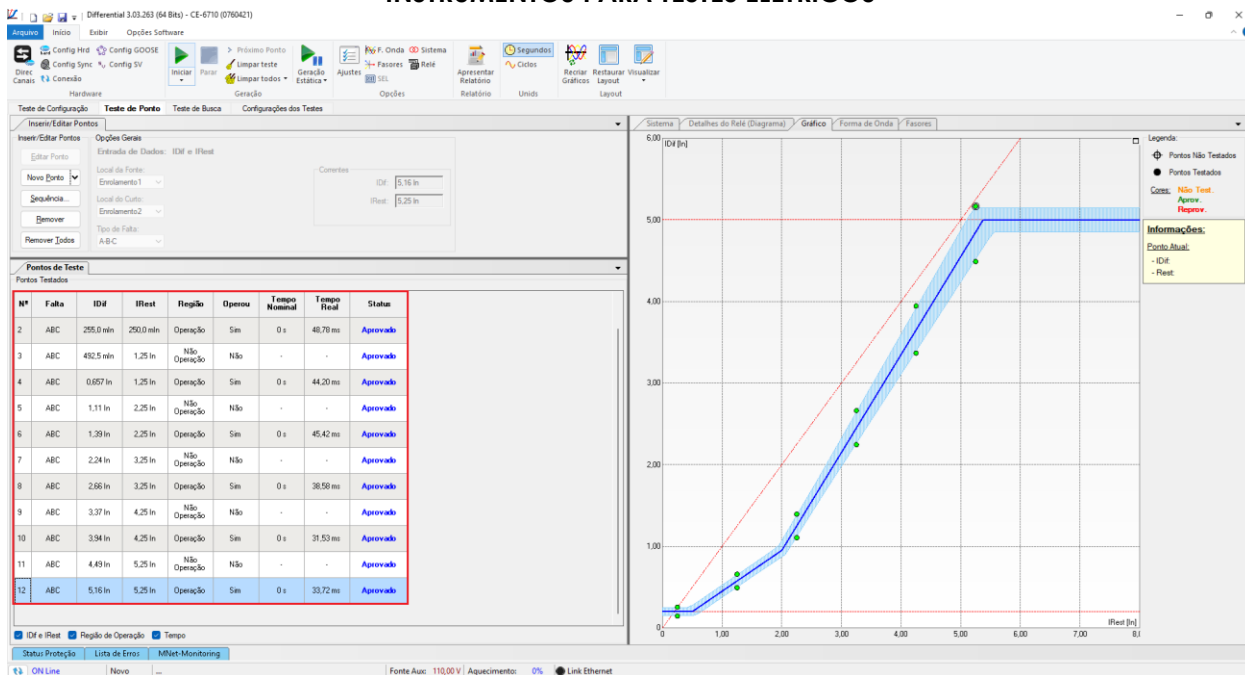 INSTRUMENTOS PARA TESTES ELÉTRICOS
Differential 3.03.263 (64 Bits) - CE-6710 (0760421)
Arquivo Início Exibir Opções Software
Direc Canais
Config Hrd Config GOOSE
Config Sync Config SV
Conexão
Hardware
Iniciar Parar
Próximo Ponto
Limpar teste
Limpar todos
Geração Estática
Geração
Ajustes
F. Onda Sistema
Fasores Relé
SEL
Opções
Apresentar Relatório
Relatório
Segundos
Ciclos
Unids
Recriar Gráficos Restaurar Layout Visualizar
Layout
Teste de Configuração Teste de Ponto Teste de Busca Configurações dos Testes
Inserir/Editar Pontos
Inserir/Editar Pontos
Editar Ponto
Novo Ponto
Sequência...
Remover
Remover Todos
Opções Gerais
Entrada de Dados: IDif e IRest
Local da Fonte:
Enrolamento1
Local do Curto:
Enrolamento2
Tipo de Falta:
A-B-C
Correntes
IDif: 5,16 In
IRest: 5,25 In
Pontos de Teste
Pontos Testados
Nº Falta IDif IRest Região Operou Tempo Nominal Tempo Real Status
2 ABC 255,0 mIn 250,0 mIn Operação Sim 0 s 48,78 ms Aprovado
3 ABC 492,5 mIn 1,25 In Não Operação Não - - Aprovado
4 ABC 0,657 In 1,25 In Operação Sim 0 s 44,20 ms Aprovado
5 ABC 1,11 In 2,25 In Não Operação Não - - Aprovado
6 ABC 1,39 In 2,25 In Operação Sim 0 s 45,42 ms Aprovado
7 ABC 2,24 In 3,25 In Não Operação Não - - Aprovado
8 ABC 2,66 In 3,25 In Operação Sim 0 s 38,58 ms Aprovado
9 ABC 3,37 In 4,25 In Não Operação Não - - Aprovado
10 ABC 3,94 In 4,25 In Operação Sim 0 s 31,53 ms Aprovado
11 ABC 4,49 In 5,25 In Não Operação Não - - Aprovado
12 ABC 5,16 In 5,25 In Operação Sim 0 s 33,72 ms Aprovado
IDif e IRest Região de Operação Tempo
Sistema Detalhes do Relé (Diagrama) Gráfico Forma de Onda Fasores
IDif [In]
6,00
5,00
4,00
3,00
2,00
1,00
0
0 1,00 2,00 3,00 4,00 5,00 6,00 7,00 8,
IRest [In]
Legenda:
Pontos Não Testados
Pontos Testados
Cores: Não Test.
Aprov.
Reprov.
Informações:
Ponto Atual:
- IDif:
- Rest:
Status Proteção Lista de Erros MNet-Monitoring
ON Line Novo ... Fonte Aux: 110,00 V Aquecimento: 0% Link Ethernet